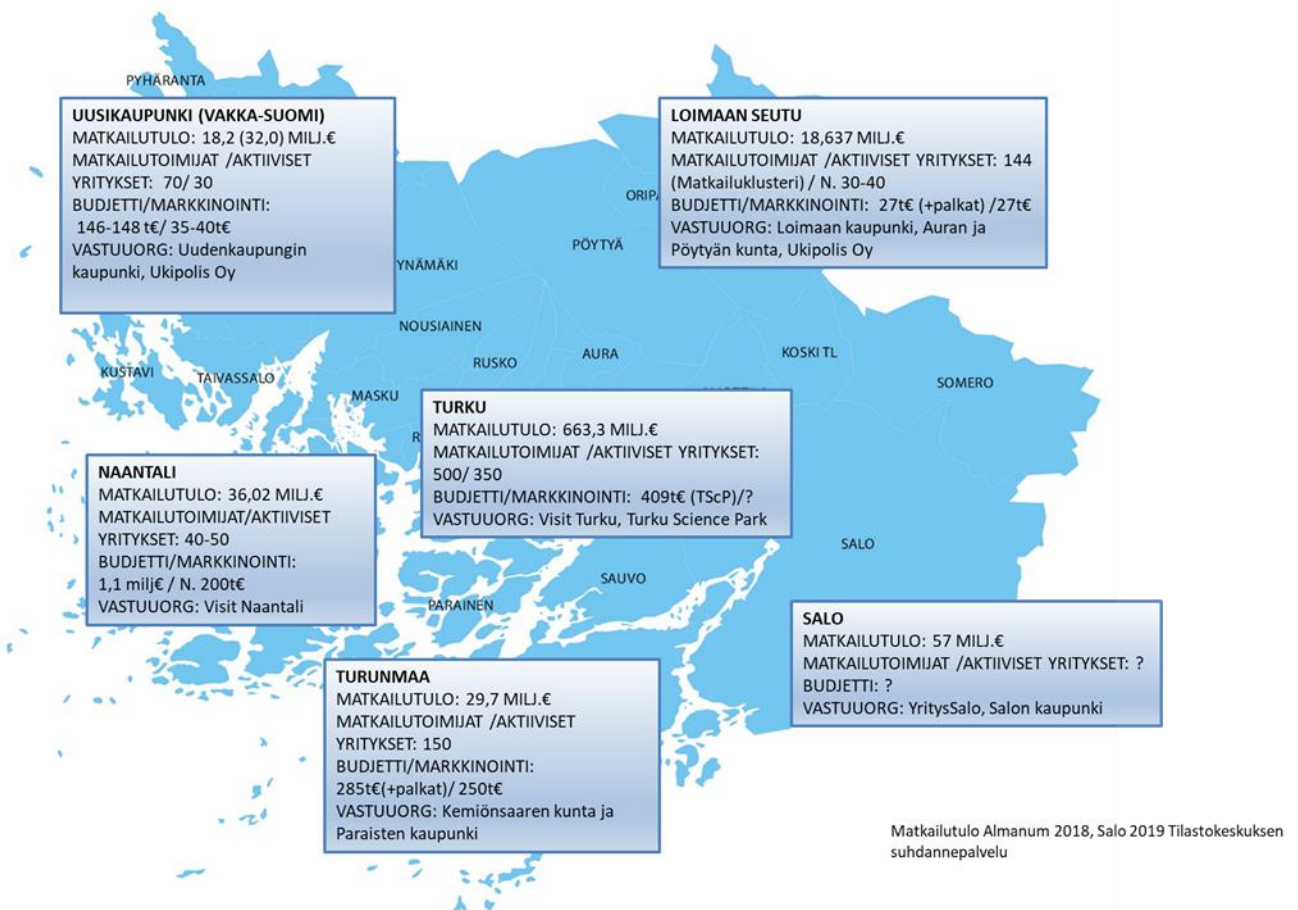 PYHÄRANTA
UUSIKAUPUNKI (VAKKA-SUOMI)
MATKAILUTULO: 18,2 (32,0) MILJ.€
MATKAILUTOIMIJAT /AKTIIVISET
YRITYKSET: 70/ 30
BUDJETTI/MARKKINOINTI:
146-148 t€/ 35-40t€
VASTUUORG: Uudenkaupungin
kaupunki, Ukipolis Oy
LOIMAAN SEUTU
MATKAILUTULO: 18,637 MILJ.€
MATKAILUTOIMIJAT /AKTIIVISET YRITYKSET: 144
(Matkailuklusteri) / N. 30-40
BUDJETTI/MARKKINOINTI: 27t€ (+palkat) /27t€
VASTUUORG: Loimaan kaupunki, Auran ja
Pöytyän kunta, Ukipolis Oy
ORIPA
PÖYTYÄ
YNÄMÄKI
NOUSIAINEN
RUSKO
AURA
KOSKI TL
KUSTAVI
TAIVASSALO
MASKU
SOMERO
TURKU
MATKAILUTULO: 663,3 MILJ.€
MATKAILUTOIMIJAT /AKTIIVISET YRITYKSET:
500/ 350
BUDJETTI/MARKKINOINTI: 409t€ (TScP)/?
VASTUUORG: Visit Turku, Turku Science Park
R
NAANTALI
MATKAILUTULO: 36,02 MILJ.€
MATKAILUTOIMIJAT/AKTIIVISET
YRITYKSET: 40-50
BUDJETTI/MARKKINOINTI:
1,1 milj€ / N. 200t€
VASTUUORG: Visit Naantali
SALO
SAUVO
PARAINEN
SALO
MATKAILUTULO: 57 MILJ.€
MATKAILUTOIMIJAT /AKTIIVISET YRITYKSET: ?
BUDJETTI: ?
VASTUUORG: YritysSalo, Salon kaupunki
TURUNMAA
MATKAILUTULO: 29,7 MILJ.€
MATKAILUTOIMIJAT /AKTIIVISET
YRITYKSET: 150
BUDJETTI/MARKKINOINTI:
285t€(+palkat)/ 250t€
VASTUUORG: Kemiönsaaren kunta ja
Paraisten kaupunki
Matkailutulo Almanum 2018, Salo 2019 Tilastokeskuksen
suhdannepalvelu